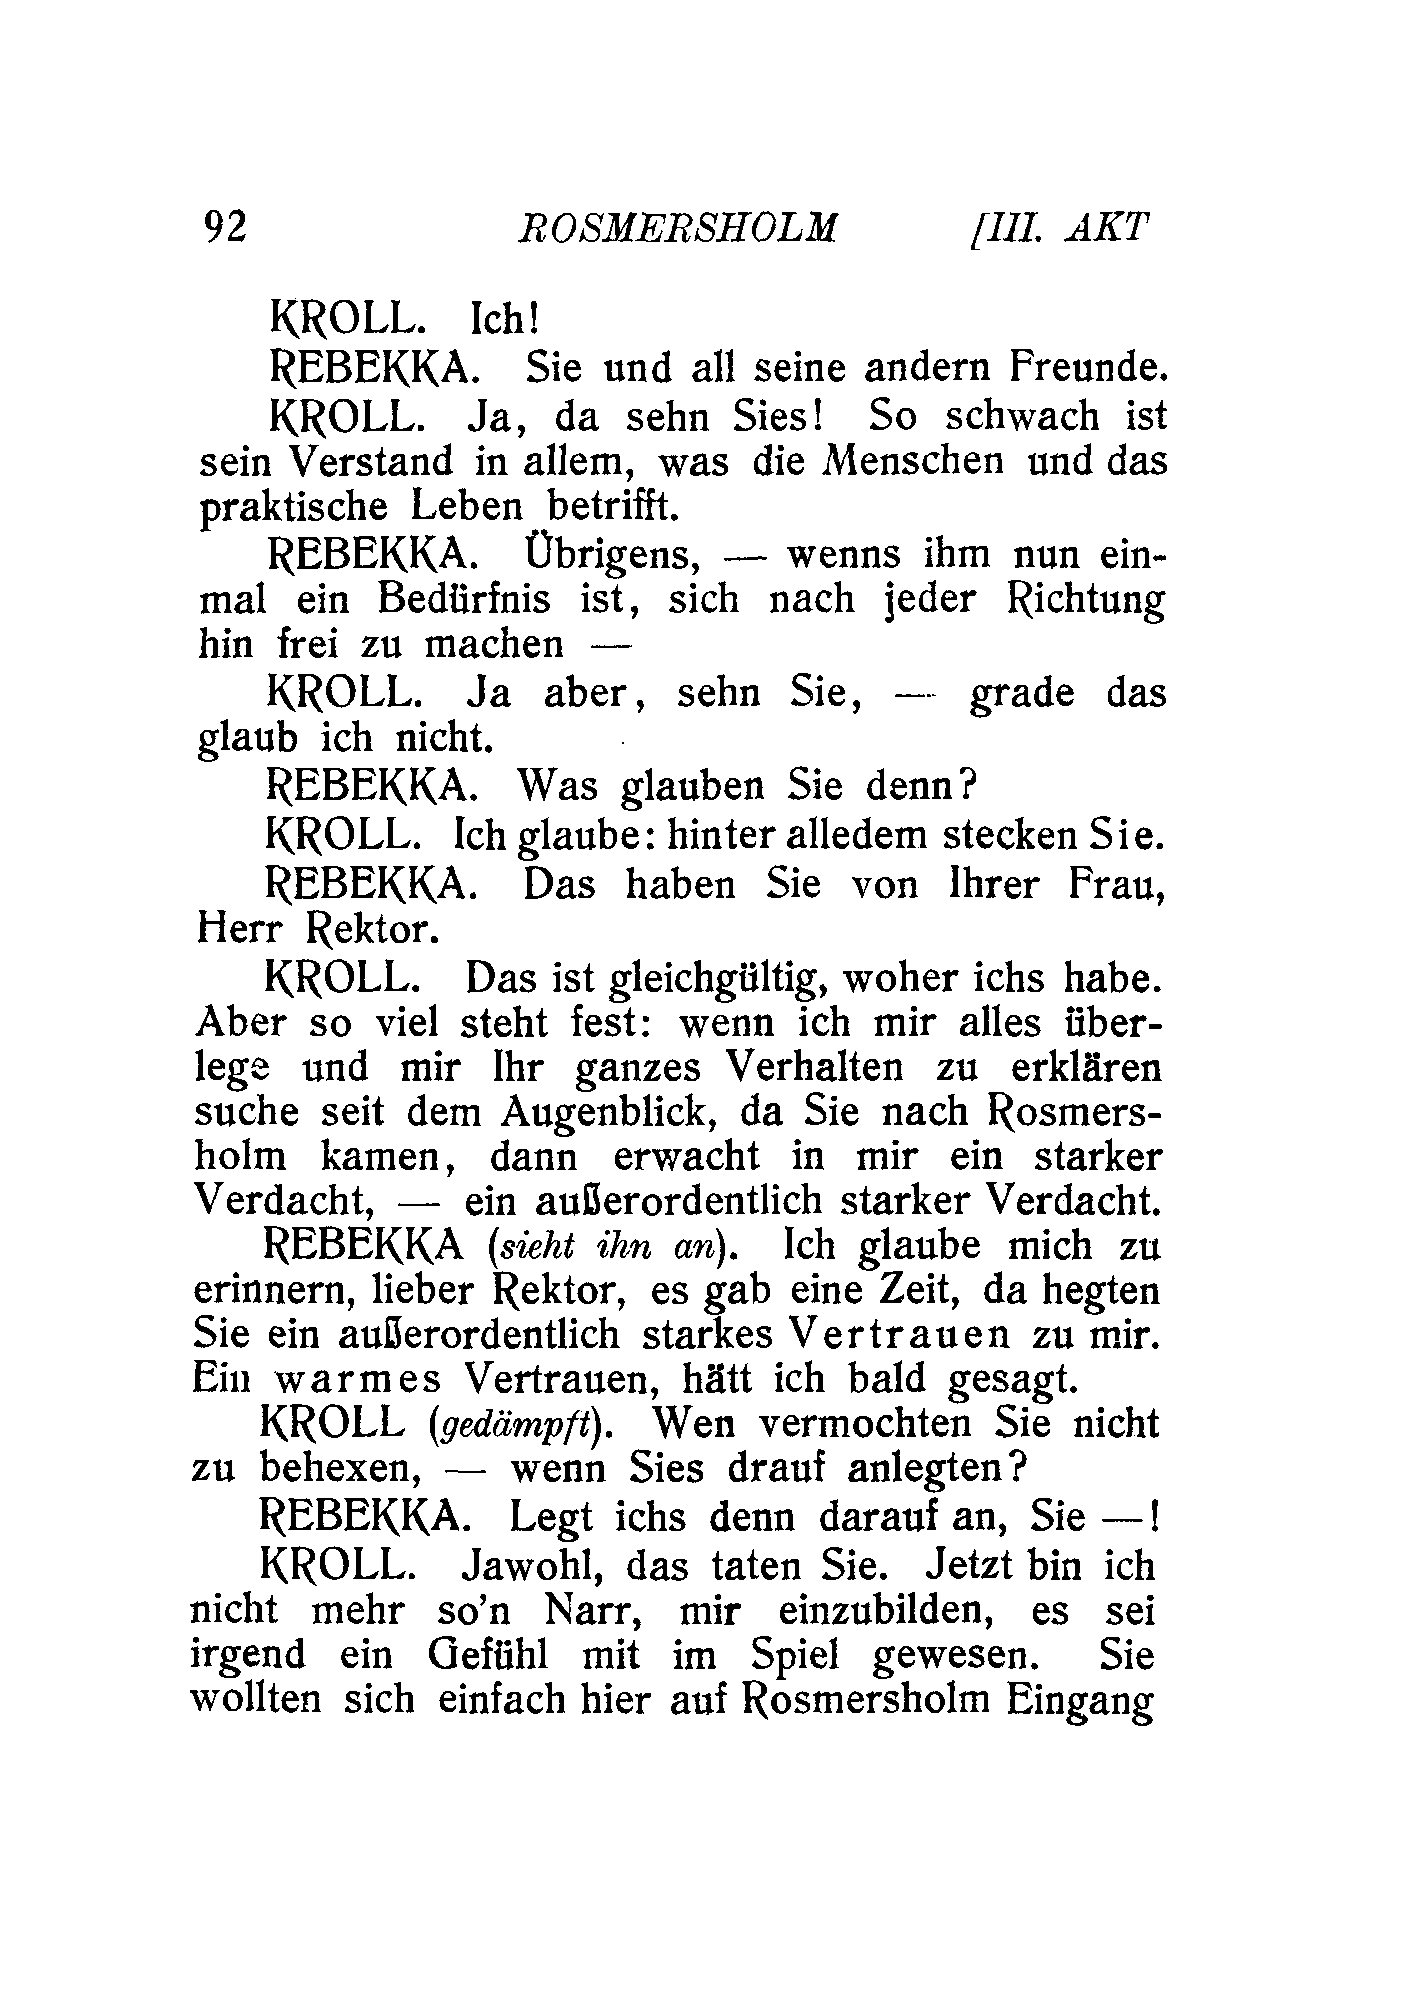 92 ROSMERSHOLM [III. AKT
KROLL. Ich!
REBEKKA. Sie und all seine andern Freunde.
KROLL. Ja, da sehn Sies! So schwach ist
sein Verstand in allem, was die Menschen und das
praktische Leben betrifft.
REBEKKA. Übrigens, — wenns ihm nun ein-
mal ein Bedürfnis ist, sich nach jeder Richtung
hin frei zu machen —
KROLL. Ja aber, sehn Sie, — grade das
glaub ich nicht.
REBEKKA. Was glauben Sie denn?
KROLL. Ich glaube: hinter alledem stecken Sie.
REBEKKA. Das haben Sie von Ihrer Frau,
Herr Rektor.
KROLL. Das ist gleichgültig, woher ichs habe.
Aber so viel steht fest: wenn ich mir alles über-
lege und mir Ihr ganzes Verhalten zu erklären
suche seit dem Augenblick, da Sie nach Rosmers-
holm kamen, dann erwacht in mir ein starker
Verdacht, — ein außerordentlich starker Verdacht.
REBEKKA (sieht ihn an). Ich glaube mich zu
erinnern, lieber Rektor, es gab eine Zeit, da hegten
Sie ein außerordentlich starkes Vertrauen zu mir.
Ein warmes Vertrauen, hätt ich bald gesagt.
KROLL (gedämpft). Wen vermochten Sie nicht
zu behexen, — wenn Sies drauf anlegten?
REBEKKA. Legt ichs denn darauf an, Sie —!
KROLL. Jawohl, das taten Sie. Jetzt bin ich
nicht mehr so'n Narr, mir einzubilden, es sei
irgend ein Gefühl mit im Spiel gewesen. Sie
wollten sich einfach hier auf Rosmersholm Eingang